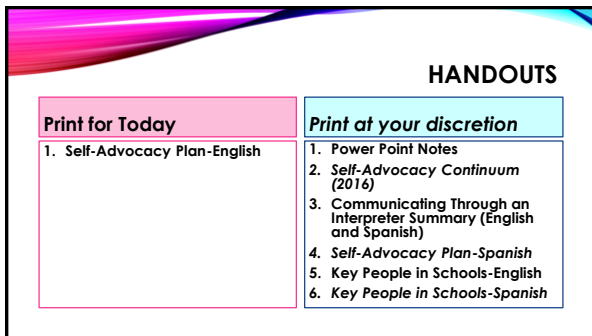 HANDOUTS
Print for Today
1. Self-Advocacy Plan-English
Print at your discretion
1. Power Point Notes
2. Self-Advocacy Continuum
(2016)
3. Communicating Through an
Interpreter Summary (English
and Spanish)
4. Self-Advocacy Plan-Spanish
5. Key People in Schools-English
6. Key People in Schools-Spanish